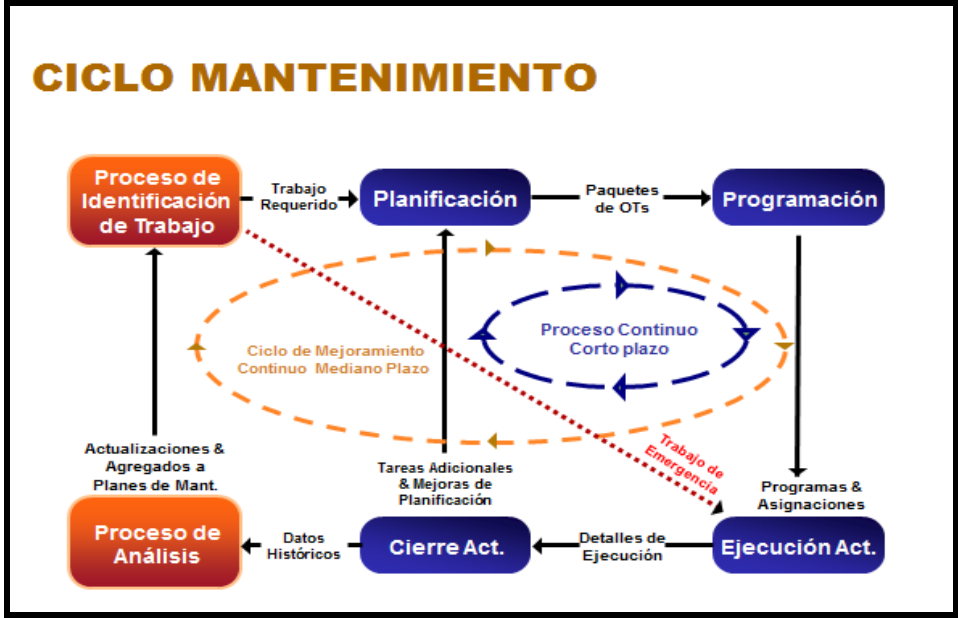 CICLO MANTENIMIENTO
Proceso de
Identificación
de Trabajo
Trabajo
Requerido
Planificación
Paquetes
de OTs
Programación
Proceso Continuo
Corto plazo
Ciclo de Mejoramiento
Continuo Mediano Plazo
Trabajo de
Emergencia
Actualizaciones &
Agregados a
Planes de Mant.
Tareas Adicionales
& Mejoras de
Planificación
Programas &
Asignaciones
Proceso de
Análisis
Datos
Históricos
Cierre Act.
Detalles de
Ejecución
Ejecución Act.